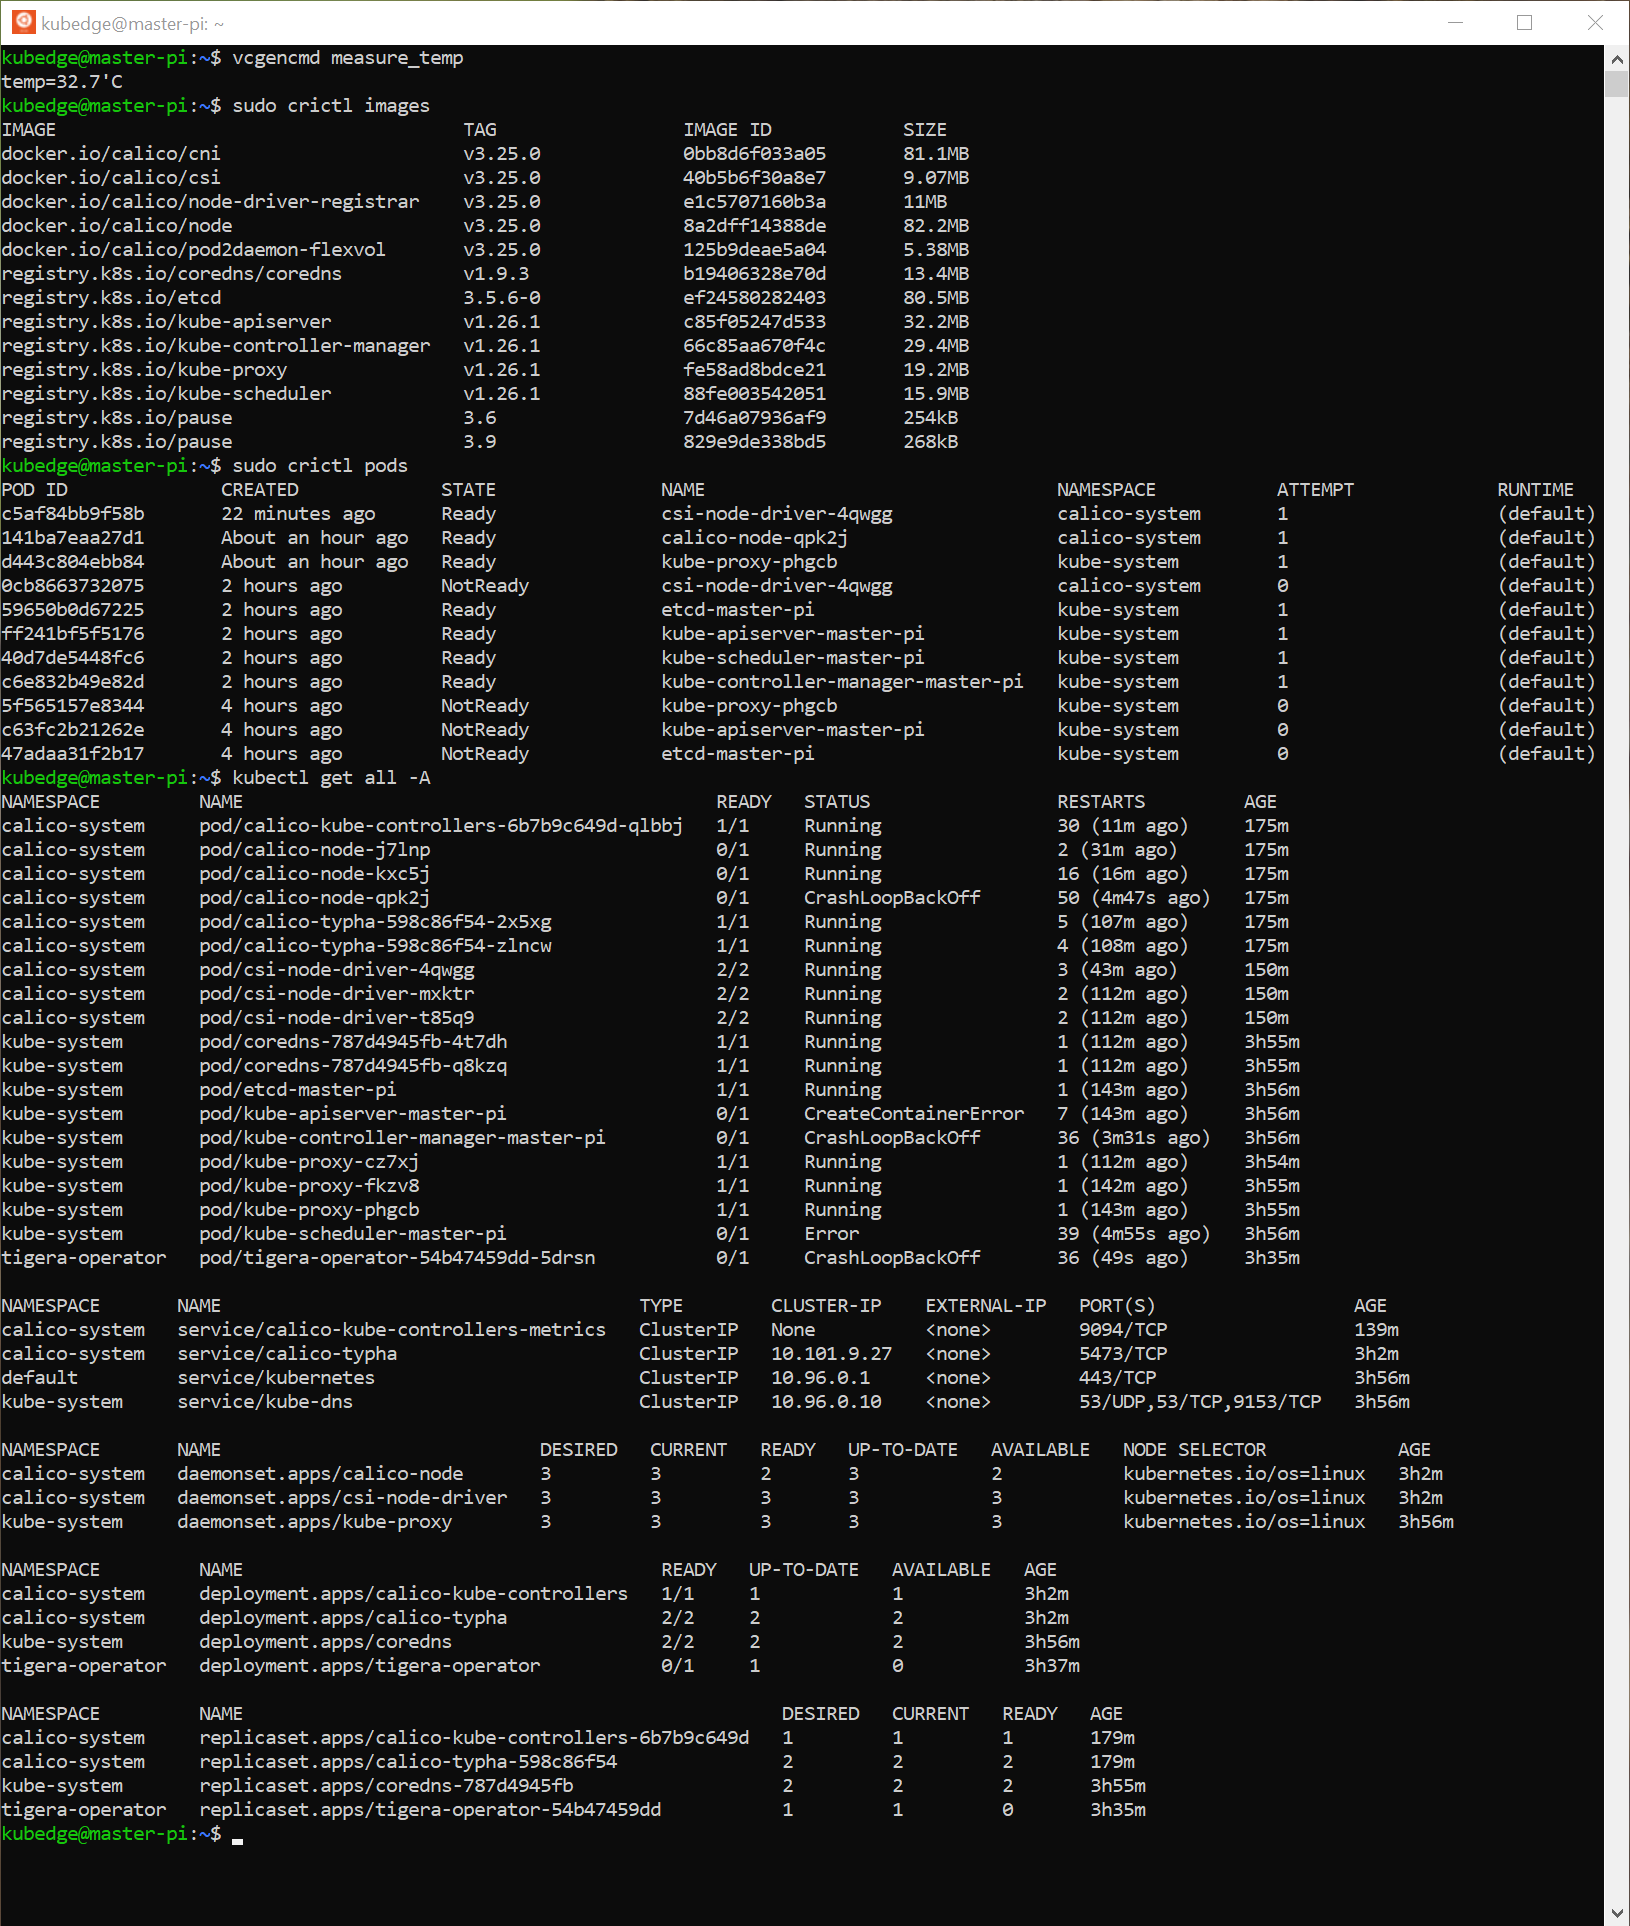 kubedge@master-pi: ~
kubedge@master-pi:~$ vcgencmd measure_temp
temp=32.7'C
kubedge@master-pi:~$ sudo crictl images
IMAGE TAG IMAGE ID SIZE
docker.io/calico/cni v3.25.0 0bb8d6f033a05 81.1MB
docker.io/calico/csi v3.25.0 40b5b6f30a8e7 9.07MB
docker.io/calico/node-driver-registrar v3.25.0 e1c5707160b3a 11MB
docker.io/calico/node v3.25.0 8a2dff14388de 82.2MB
docker.io/calico/pod2daemon-flexvol v3.25.0 125b9deae5a04 5.38MB
registry.k8s.io/coredns/coredns v1.9.3 b19406328e70d 13.4MB
registry.k8s.io/etcd 3.5.6-0 ef24580282403 80.5MB
registry.k8s.io/kube-apiserver v1.26.1 c85f05247d533 32.2MB
registry.k8s.io/kube-controller-manager v1.26.1 66c85aa670f4c 29.4MB
registry.k8s.io/kube-proxy v1.26.1 fe58ad8bdce21 19.2MB
registry.k8s.io/kube-scheduler v1.26.1 88fe003542051 15.9MB
registry.k8s.io/pause 3.6 7d46a07936af9 254kB
registry.k8s.io/pause 3.9 829e9de338bd5 268kB
kubedge@master-pi:~$ sudo crictl pods
POD ID CREATED STATE NAME NAMESPACE ATTEMPT RUNTIME
c5af84bb9f58b 22 minutes ago Ready csi-node-driver-4qwgg calico-system 1 (default)
141ba7eaa27d1 About an hour ago Ready calico-node-qpk2j calico-system 1 (default)
d443c804ebb84 About an hour ago Ready kube-proxy-phgcb kube-system 1 (default)
0cb8663732075 2 hours ago NotReady csi-node-driver-4qwgg calico-system 0 (default)
59650b0d67225 2 hours ago Ready etcd-master-pi kube-system 1 (default)
ff241bf5f5176 2 hours ago Ready kube-apiserver-master-pi kube-system 1 (default)
40d7de5448fc6 2 hours ago Ready kube-scheduler-master-pi kube-system 1 (default)
c6e832b49e82d 2 hours ago Ready kube-controller-manager-master-pi kube-system 1 (default)
5f565157e8344 4 hours ago NotReady kube-proxy-phgcb kube-system 0 (default)
c63fc2b21262e 4 hours ago NotReady kube-apiserver-master-pi kube-system 0 (default)
47adaa31f2b17 4 hours ago NotReady etcd-master-pi kube-system 0 (default)
kubedge@master-pi:~$ kubectl get all -A
NAMESPACE NAME READY STATUS RESTARTS AGE
calico-system pod/calico-kube-controllers-6b7b9c649d-qlbbj 1/1 Running 30 (11m ago) 175m
calico-system pod/calico-node-j7lnp 0/1 Running 2 (31m ago) 175m
calico-system pod/calico-node-kxc5j 0/1 Running 16 (16m ago) 175m
calico-system pod/calico-node-qpk2j 0/1 CrashLoopBackOff 50 (4m47s ago) 175m
calico-system pod/calico-typha-598c86f54-2x5xg 1/1 Running 5 (107m ago) 175m
calico-system pod/calico-typha-598c86f54-zlncw 1/1 Running 4 (108m ago) 175m
calico-system pod/csi-node-driver-4qwgg 2/2 Running 3 (43m ago) 150m
calico-system pod/csi-node-driver-mxktr 2/2 Running 2 (112m ago) 150m
calico-system pod/csi-node-driver-t85q9 2/2 Running 2 (112m ago) 150m
kube-system pod/coredns-787d4945fb-4t7dh 1/1 Running 1 (112m ago) 3h55m
kube-system pod/coredns-787d4945fb-q8kzq 1/1 Running 1 (112m ago) 3h55m
kube-system pod/etcd-master-pi 1/1 Running 1 (143m ago) 3h56m
kube-system pod/kube-apiserver-master-pi 0/1 CreateContainerError 7 (143m ago) 3h56m
kube-system pod/kube-controller-manager-master-pi 0/1 CrashLoopBackOff 36 (3m31s ago) 3h56m
kube-system pod/kube-proxy-cz7xj 1/1 Running 1 (112m ago) 3h54m
kube-system pod/kube-proxy-fkzv8 1/1 Running 1 (142m ago) 3h55m
kube-system pod/kube-proxy-phgcb 1/1 Running 1 (143m ago) 3h55m
kube-system pod/kube-scheduler-master-pi 0/1 Error 39 (4m55s ago) 3h56m
tigera-operator pod/tigera-operator-54b47459dd-5drsn 0/1 CrashLoopBackOff 36 (49s ago) 3h35m
NAMESPACE NAME TYPE CLUSTER-IP EXTERNAL-IP PORT(S) AGE
calico-system service/calico-kube-controllers-metrics ClusterIP None <none> 9094/TCP 139m
calico-system service/calico-typha ClusterIP 10.101.9.27 <none> 5473/TCP 3h2m
default service/kubernetes ClusterIP 10.96.0.1 <none> 443/TCP 3h56m
kube-system service/kube-dns ClusterIP 10.96.0.10 <none> 53/UDP,53/TCP,9153/TCP 3h56m
NAMESPACE NAME DESIRED CURRENT READY UP-TO-DATE AVAILABLE NODE SELECTOR AGE
calico-system daemonset.apps/calico-node 3 3 2 3 2 kubernetes.io/os=linux 3h2m
calico-system daemonset.apps/csi-node-driver 3 3 3 3 3 kubernetes.io/os=linux 3h2m
kube-system daemonset.apps/kube-proxy 3 3 3 3 3 kubernetes.io/os=linux 3h56m
NAMESPACE NAME READY UP-TO-DATE AVAILABLE AGE
calico-system deployment.apps/calico-kube-controllers 1/1 1 1 3h2m
calico-system deployment.apps/calico-typha 2/2 2 2 3h2m
kube-system deployment.apps/coredns 2/2 2 2 3h56m
tigera-operator deployment.apps/tigera-operator 0/1 1 0 3h37m
NAMESPACE NAME DESIRED CURRENT READY AGE
calico-system replicaset.apps/calico-kube-controllers-6b7b9c649d 1 1 1 179m
calico-system replicaset.apps/calico-typha-598c86f54 2 2 2 179m
kube-system replicaset.apps/coredns-787d4945fb 2 2 2 3h55m
tigera-operator replicaset.apps/tigera-operator-54b47459dd 1 1 0 3h35m
kubedge@master-pi:~$